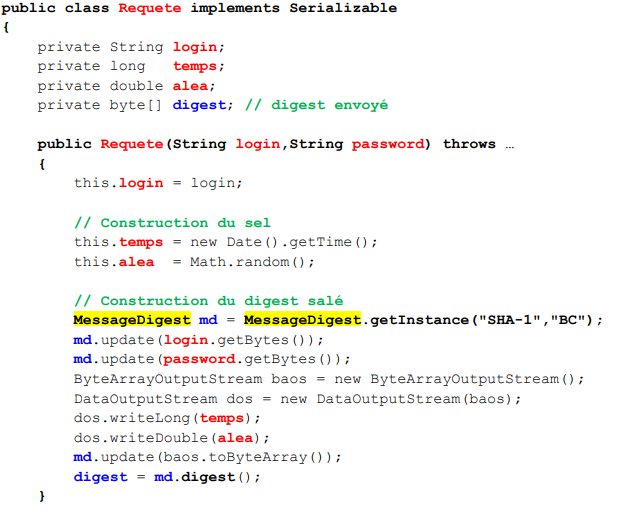 public class Requete implements Serializable
{
    private String login;
    private long   temps;
    private double alea;
    private byte[] digest; // digest envoyé

    public Requete(String login,String password) throws …
    {
        this.login = login;

        // Construction du sel
        this.temps = new Date().getTime();
        this.alea  = Math.random();

        // Construction du digest salé
        MessageDigest md = MessageDigest.getInstance("SHA-1","BC");
        md.update(login.getBytes());
        md.update(password.getBytes());
        ByteArrayOutputStream baos = new ByteArrayOutputStream();
        DataOutputStream dos = new DataOutputStream(baos);
        dos.writeLong(temps);
        dos.writeDouble(alea);
        md.update(baos.toByteArray());
        digest = md.digest();
    }